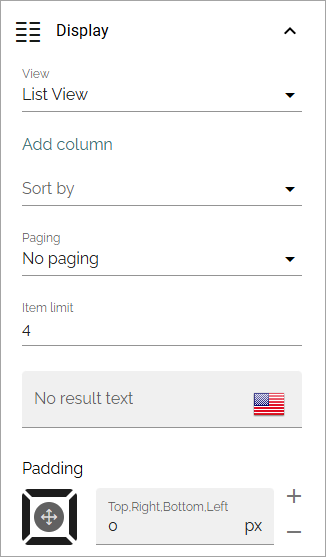 Display
View
List View
Add column
Sort by
Paging
No paging
Item limit
4
No result text
Padding
Top,Right,Bottom,Left
0 px